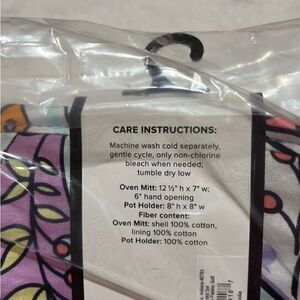 CARE INSTRUCTIONS:
Machine wash cold separately,
gentle cycle, only non-chlorine
bleach when needed;
tumble dry low
Oven Mitt: 12 ½" h x 7" w;
6" hand opening
Pot Holder: 8" h x 8" w
Fiber content:
Oven Mitt: shell 100% cotton,
lining 100% cotton
Pot Holder: 100% cotton